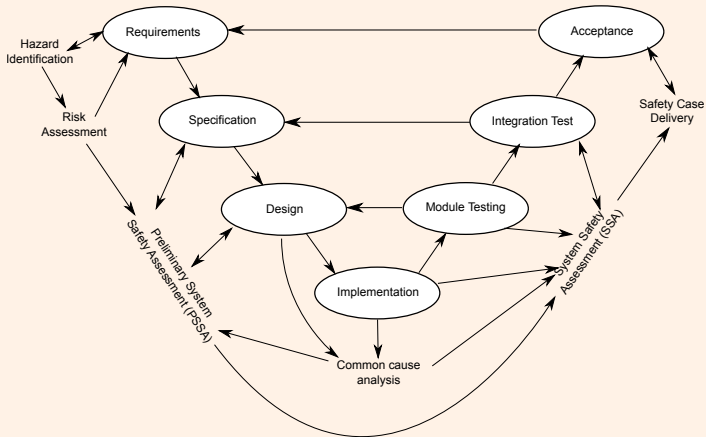 Requirements
Acceptance
Hazard
Identification
Risk
Assessment
Specification
Integration Test
Safety Case
Delivery
Design
Module Testing
Preliminary System
Safety Assessment (PSSA)
System Safety
Assessment (SSA)
Implementation
Common cause
analysis